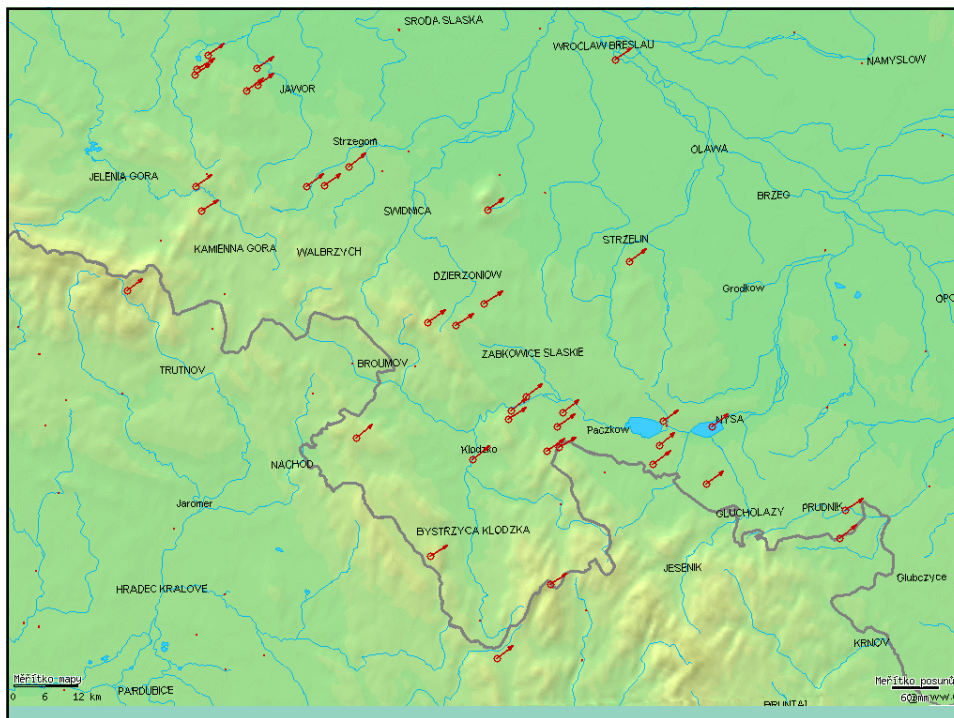 SRODA SLASKA
WROCLAW BRESLAU
NAMYSLOW
JAWOR
Strzegom
OLAWA
JELENIA GORA
BRZEG
SWIDNICA
KAMIENNA GORA
WALBRZYCH
STRZELIN
DZIERZONIOW
Grodkow
OPO
ZABKOWICE SLASKIE
BROUMOV
TRUTNOV
NYSA
Paczkow
Klodzko
NACHOD
Jaromer
GLUCHOLAZY
PRUDNIK
BYSTRZYCA KLODZKA
JESENIK
Glubczyce
HRADEC KRALOVE
KRNOV
Měřítko mapy
0 6 12 km
Měřítko posunů
PARDUBICE
BRUNTAL